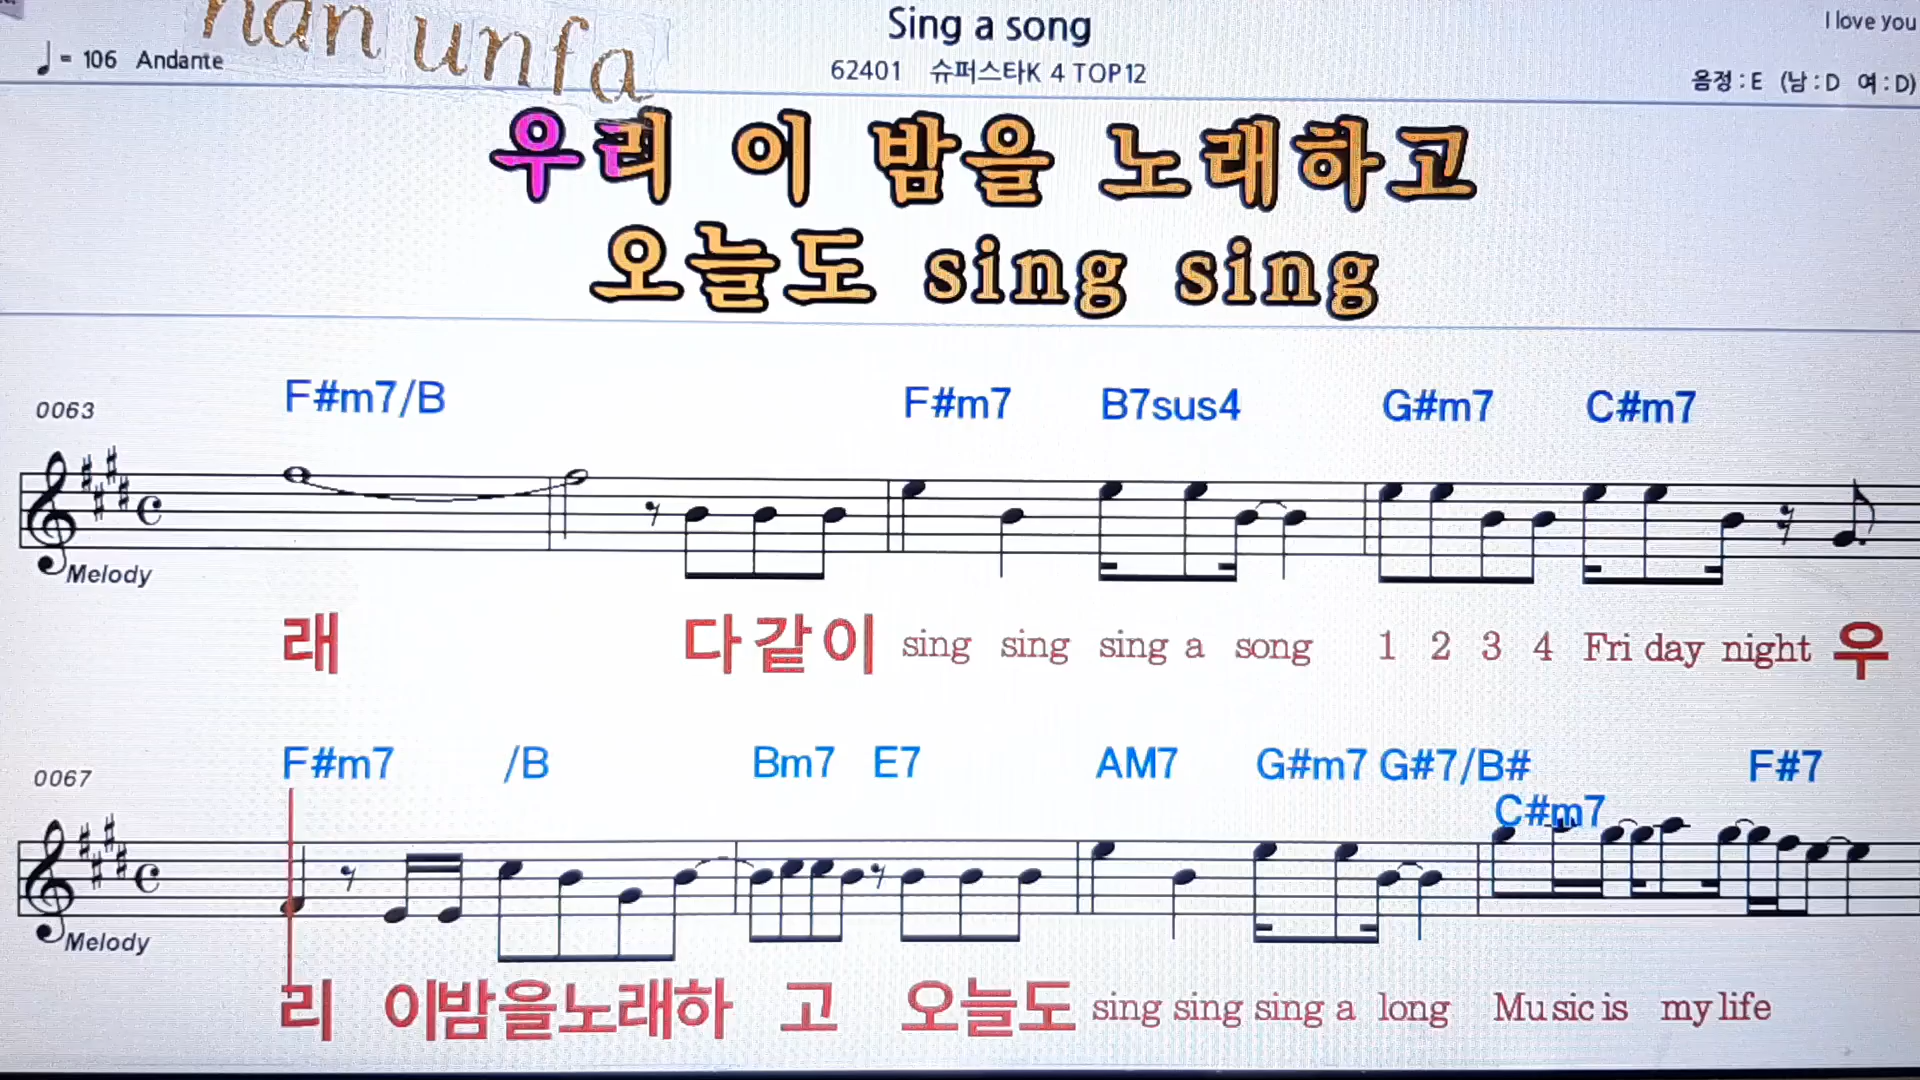 nan unfa
Sing a song
I love you
= 106 Andante
62401 슈퍼스타K 4 TOP12
음정 : E (남 : D 여 : D)
우리 이 밤을 노래하고
오늘도 sing sing
0063 F#m7/B F#m7 B7sus4 G#m7 C#m7
Melody
래 다같이 sing sing sing a song 1 2 3 4 Fri day night 우
0067 F#m7 /B Bm7 E7 AM7 G#m7 G#7/B# F#7
C#m7
Melody
리 이밤을노래하 고 오늘도 sing sing sing a long Music is my life